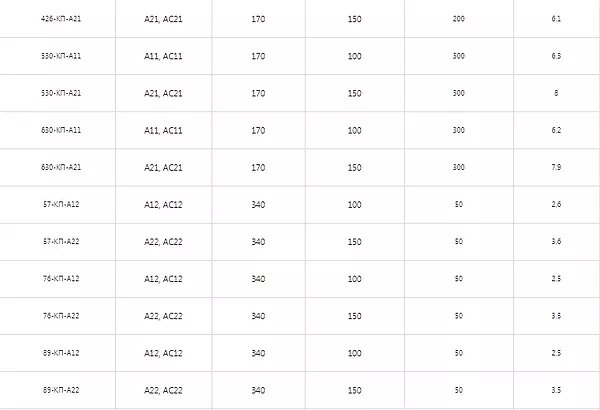 426-КП-А21 А21, АС21 170 150 200 6.1
530-КП-А11 А11, АС11 170 100 300 6.3
530-КП-А21 А21, АС21 170 150 300 8
630-КП-А11 А11, АС11 170 100 300 6.2
630-КП-А21 А21, АС21 170 150 300 7.9
57-КП-А12 А12, АС12 340 100 50 2.6
57-КП-А22 А22, АС22 340 150 50 3.6
76-КП-А12 А12, АС12 340 100 50 2.5
76-КП-А22 А22, АС22 340 150 50 3.5
89-КП-А12 А12, АС12 340 100 50 2.5
89-КП-А22 А22, АС22 340 150 50 3.5